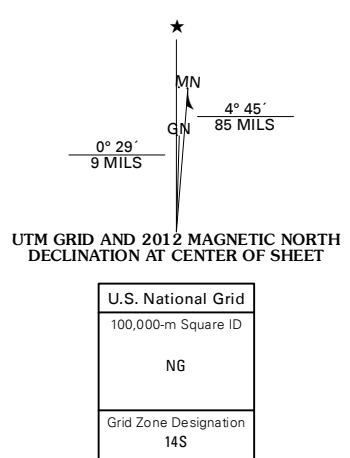 ★
MN
4° 45´
85 MILS
GN
0° 29´
9 MILS
UTM GRID AND 2012 MAGNETIC NORTH
DECLINATION AT CENTER OF SHEET
U.S. National Grid
100,000-m Square ID
NG
Grid Zone Designation
14S